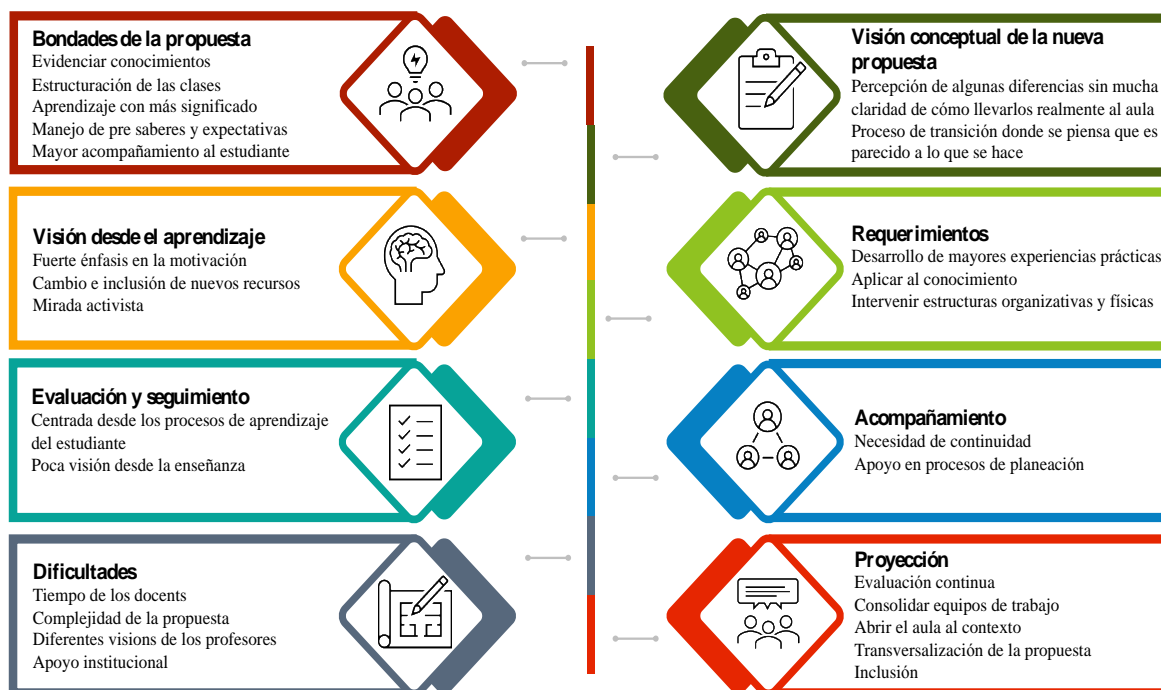 Bondades de la propuesta
Evidenciar conocimientos
Estructuración de las clases
Aprendizaje con más significado
Manejo de pre saberes y expectativas
Mayor acompañamiento al estudiante
Visión conceptual de la nueva
propuesta
Percepción de algunas diferencias sin mucha
claridad de cómo llevarlos realmente al aula
Proceso de transición donde se piensa que es
parecido a lo que se hace
Visión desde el aprendizaje
Fuerte énfasis en la motivación
Cambio e inclusión de nuevos recursos
Mirada activista
Requerimientos
Desarrollo de mayores experiencias prácticas
Aplicar al conocimiento
Intervenir estructuras organizativas y físicas
Evaluación y seguimiento
Centrada desde los procesos de aprendizaje
del estudiante
Poca visión desde la enseñanza
Acompañamiento
Necesidad de continuidad
Apoyo en procesos de planeación
Dificultades
Tiempo de los docents
Complejidad de la propuesta
Diferentes visions de los profesores
Apoyo institucional
Proyección
Evaluación continua
Consolidar equipos de trabajo
Abrir el aula al contexto
Transversalización de la propuesta
Inclusión